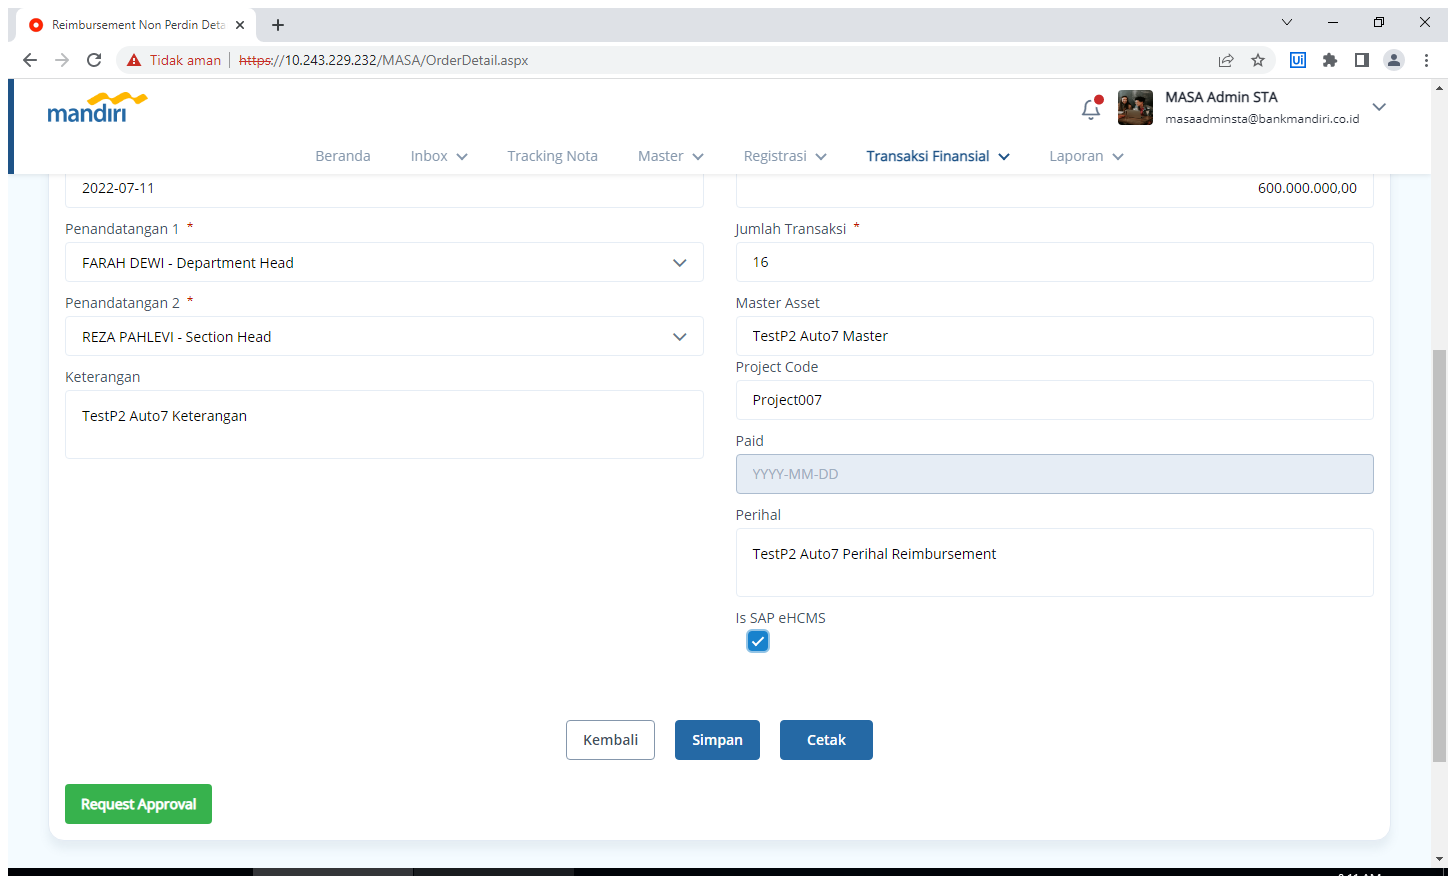 Reimbursement Non Perdin Deta
Tidak aman
https://10.243.229.232/MASA/OrderDetail.aspx
Ui
mandiri
MASA Admin STA
masaadminsta@bankmandiri.co.id
Beranda
Inbox
Tracking Nota
Master
Registrasi
Transaksi Finansial
Laporan
2022-07-11
600.000.000,00
Penandatangan 1 *
Jumlah Transaksi *
FARAH DEWI - Department Head
16
Penandatangan 2 *
Master Asset
REZA PAHLEVI - Section Head
TestP2 Auto7 Master
Keterangan
Project Code
TestP2 Auto7 Keterangan
Project007
Paid
YYYY-MM-DD
Perihal
TestP2 Auto7 Perihal Reimbursement
Is SAP eHCMS
Kembali
Simpan
Cetak
Request Approval